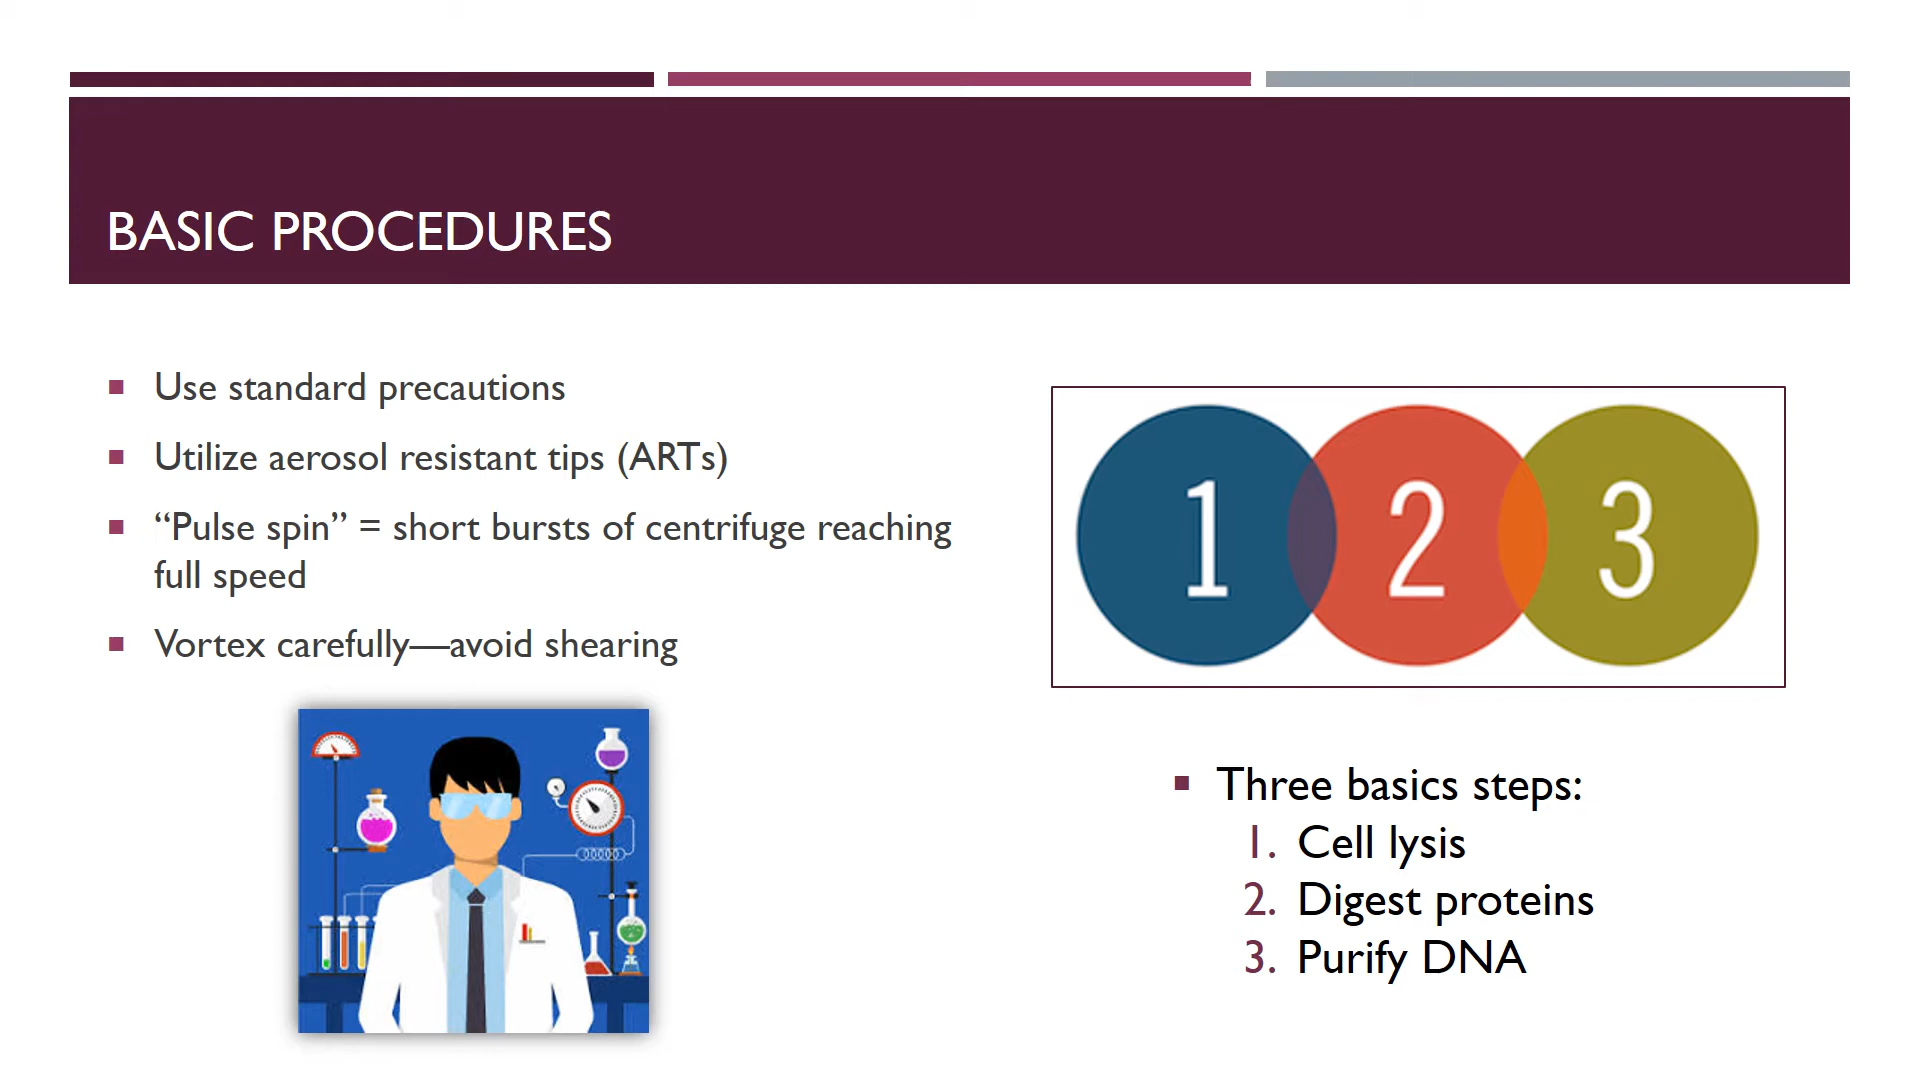 BASIC PROCEDURES
Use standard precautions
Utilize aerosol resistant tips (ARTs)
“Pulse spin” = short bursts of centrifuge reaching
full speed
Vortex carefully—avoid shearing
1 2 3
Three basics steps:
1. Cell lysis
2. Digest proteins
3. Purify DNA